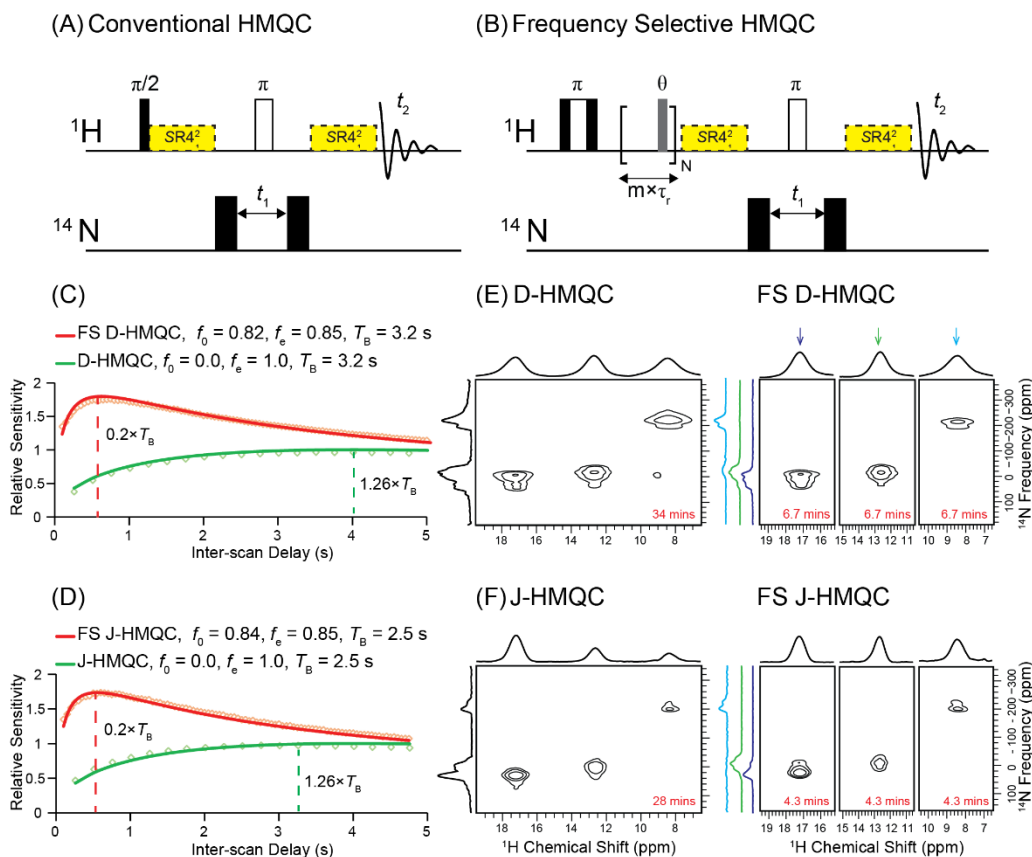 (A) Conventional HMQC
(B) Frequency Selective HMQC
π/2 π t2
¹H SR4²₁ SR4²₁
t1
¹⁴N
π θ π t2
¹H [ ]N SR4²₁ SR4²₁
m×τr
t1
¹⁴N
(C)
FS D-HMQC, f0 = 0.82, fe = 0.85, TB = 3.2 s
D-HMQC, f0 = 0.0, fe = 1.0, TB = 3.2 s
Relative Sensitivity
2
1.5
1
0.5
0
0.2×TB
1.26×TB
0 1 2 3 4 5
Inter-scan Delay (s)
(E) D-HMQC
34 mins
18 16 14 12 10 8
FS D-HMQC
6.7 mins 6.7 mins 6.7 mins
19 18 17 16 15 14 13 12 11 10 9 8 7
-300
-200
-100
0
100
¹⁴N Frequency (ppm)
(D)
FS J-HMQC, f0 = 0.84, fe = 0.85, TB = 2.5 s
J-HMQC, f0 = 0.0, fe = 1.0, TB = 2.5 s
Relative Sensitivity
2
1.5
1
0.5
0
0.2×TB
1.26×TB
0 1 2 3 4 5
Inter-scan Delay (s)
(F) J-HMQC
28 mins
18 16 14 12 10 8
¹H Chemical Shift (ppm)
FS J-HMQC
4.3 mins 4.3 mins 4.3 mins
19 18 17 16 15 14 13 12 11 10 9 8 7
¹H Chemical Shift (ppm)
-300
-200
-100
0
100
¹⁴N Frequency (ppm)